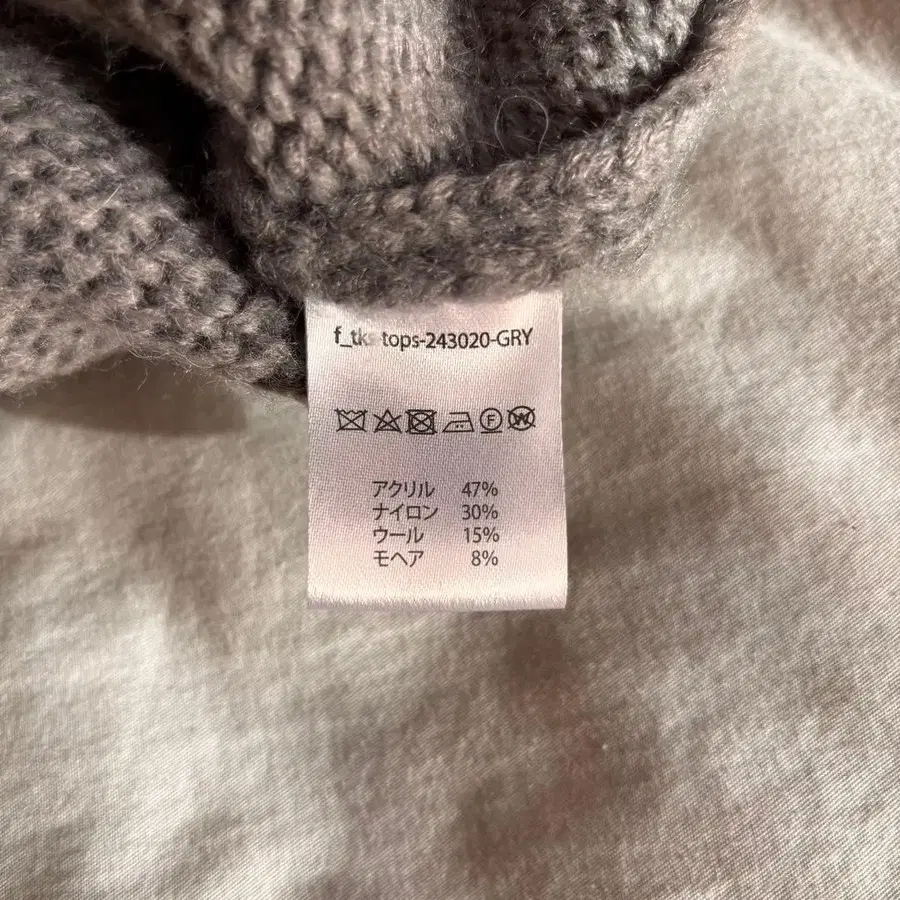 f_tks tops-243020-GRY
F W
アクリル 47%
ナイロン 30%
ウール 15%
モヘア 8%